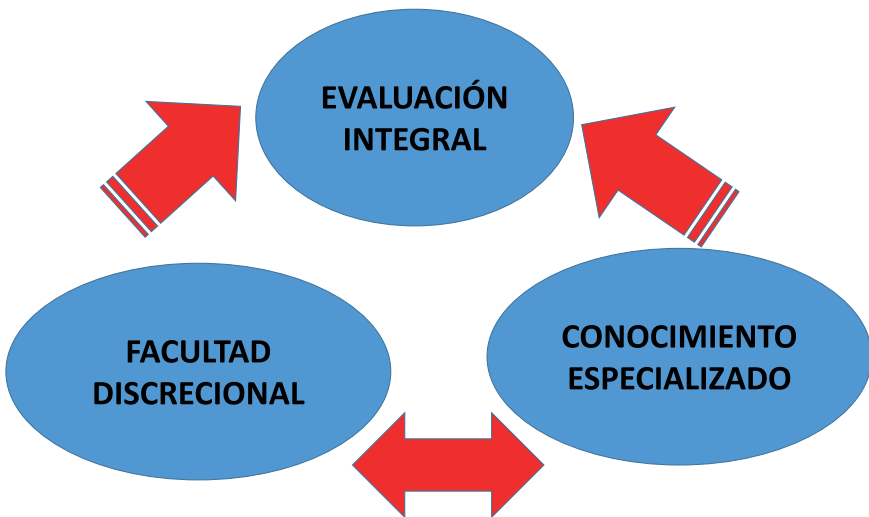 EVALUACIÓN
INTEGRAL
FACULTAD
DISCRECIONAL
CONOCIMIENTO
ESPECIALIZADO